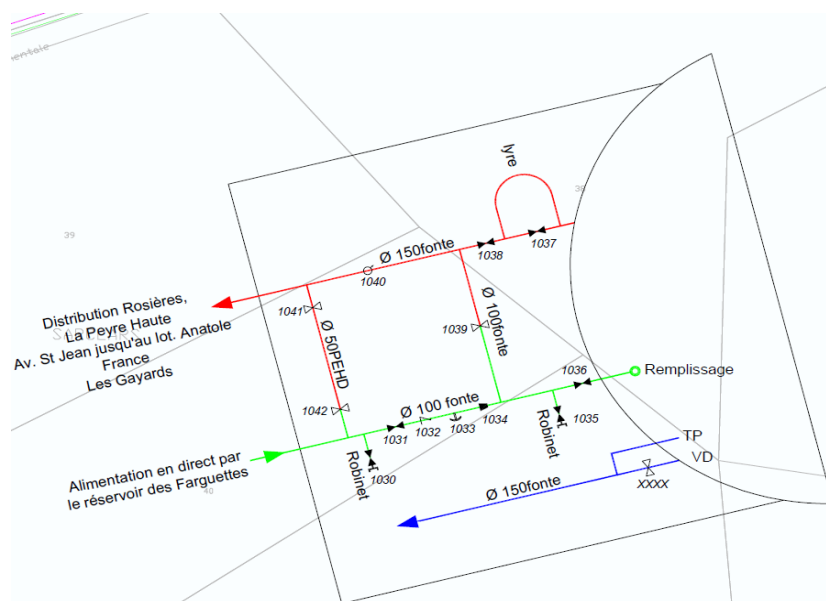 mentaie
lyre
38
39
Ø 150fonte
1038
1037
1040
Distribution Rosières,
La Peyre Haute
Av. St Jean jusqu'au lot. Anatole
France
Les Gayards
1041
Ø 50PEHD
1039
Ø 100fonte
1036
Remplissage
1042
Ø 100 fonte
1031
1032
1033
1034
1035
Robinet
Robinet
1030
Alimentation en direct par
le réservoir des Farguettes
40
TP
VD
Ø 150fonte
XXXX